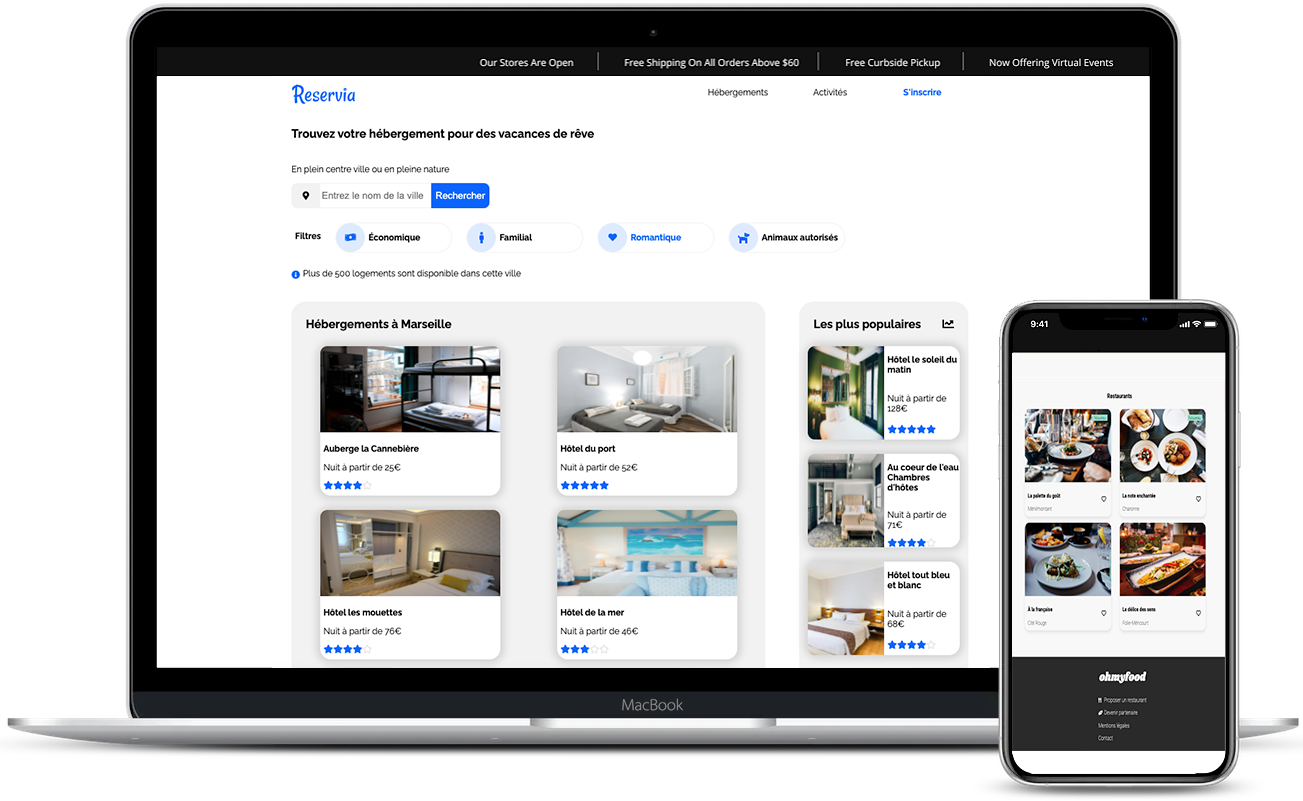 Our Stores Are Open
Free Shipping On All Orders Above $60
Free Curbside Pickup
Now Offering Virtual Events
Reservia
Hébergements
Activités
S'inscrire
Trouvez votre hébergement pour des vacances de rêve
En plein centre ville ou en pleine nature
Entrez le nom de la ville
Rechercher
Filtres
Économique
Familial
Romantique
Animaux autorisés
Plus de 500 logements sont disponible dans cette ville
Hébergements à Marseille
Auberge la Cannebière
Nuit à partir de 25€
Hôtel du port
Nuit à partir de 52€
Hôtel les mouettes
Nuit à partir de 76€
Hôtel de la mer
Nuit à partir de 46€
Les plus populaires
Hôtel le soleil du
matin
Nuit à partir de
128€
Au coeur de l'eau
Chambres
d'hôtes
Nuit à partir de
71€
Hôtel tout bleu
et blanc
Nuit à partir de
68€
MacBook
9:41
Restaurants
La palette du goût
Ménilmontant
La note enchantée
Charonne
À la française
Cité Rouge
Le délice des sens
Folie-Méricourt
ohmyfood
Proposer un restaurant
Devenir partenaire
Mentions légales
Contact